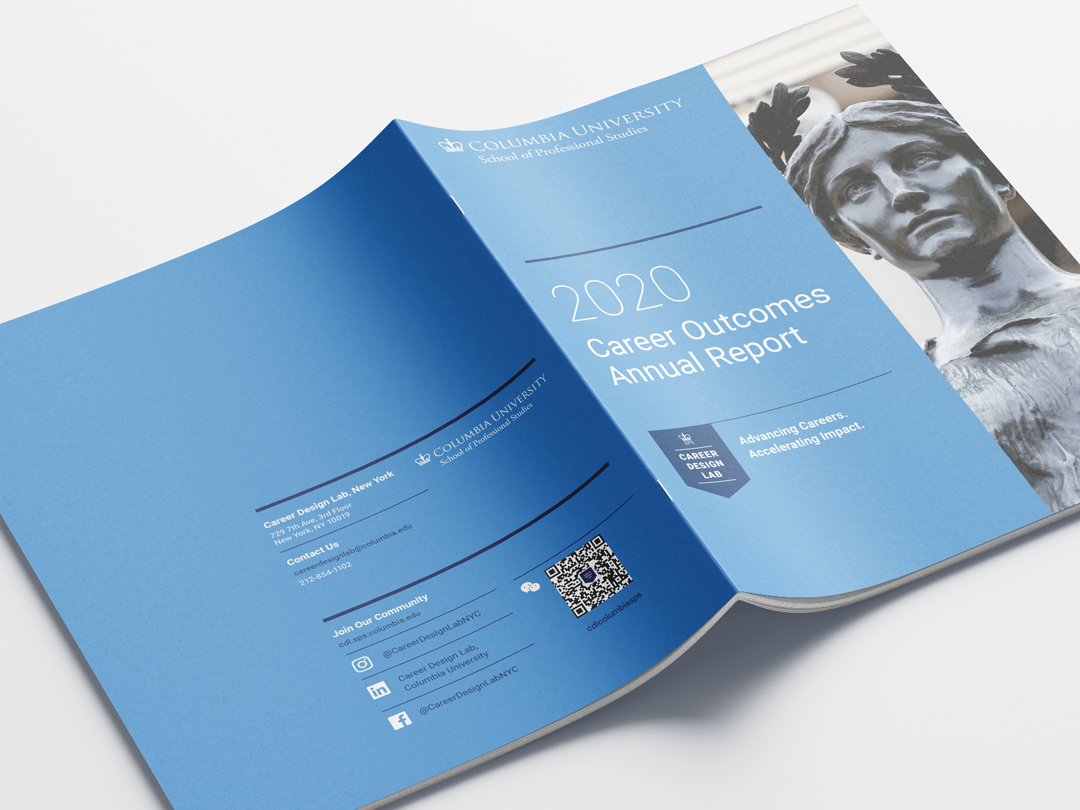 COLUMBIA UNIVERSITY
School of Professional Studies
2020
Career Outcomes
Annual Report
CAREER
DESIGN
LAB
Advancing Careers.
Accelerating Impact.
COLUMBIA UNIVERSITY
School of Professional Studies
Career Design Lab, New York
729 7th Ave, 3rd Floor
New York, NY 10019
Contact Us
careerdesignlab@columbia.edu
212-854-1102
Join Our Community
cdl.sps.columbia.edu
@CareerDesignLabNYC
in
Career Design Lab,
Columbia University
f
@CareerDesignLabNYC
cdlcolumbiasps